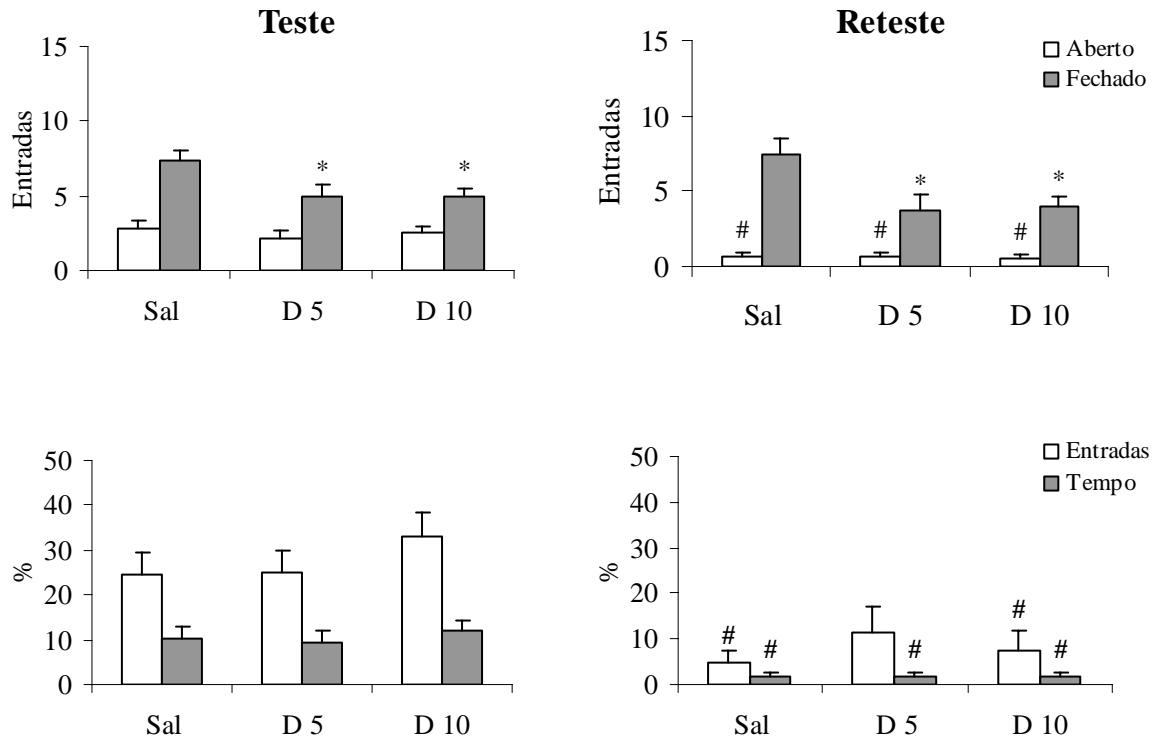 Teste
15
10
5
0
Entradas
*
*
Sal
D 5
D 10
Reteste
Aberto
Fechado
15
10
5
0
Entradas
#
#
*
#
*
Sal
D 5
D 10
50
40
30
20
10
0
%
Sal
D 5
D 10
Entradas
Tempo
50
40
30
20
10
0
%
#
#
#
#
#
Sal
D 5
D 10